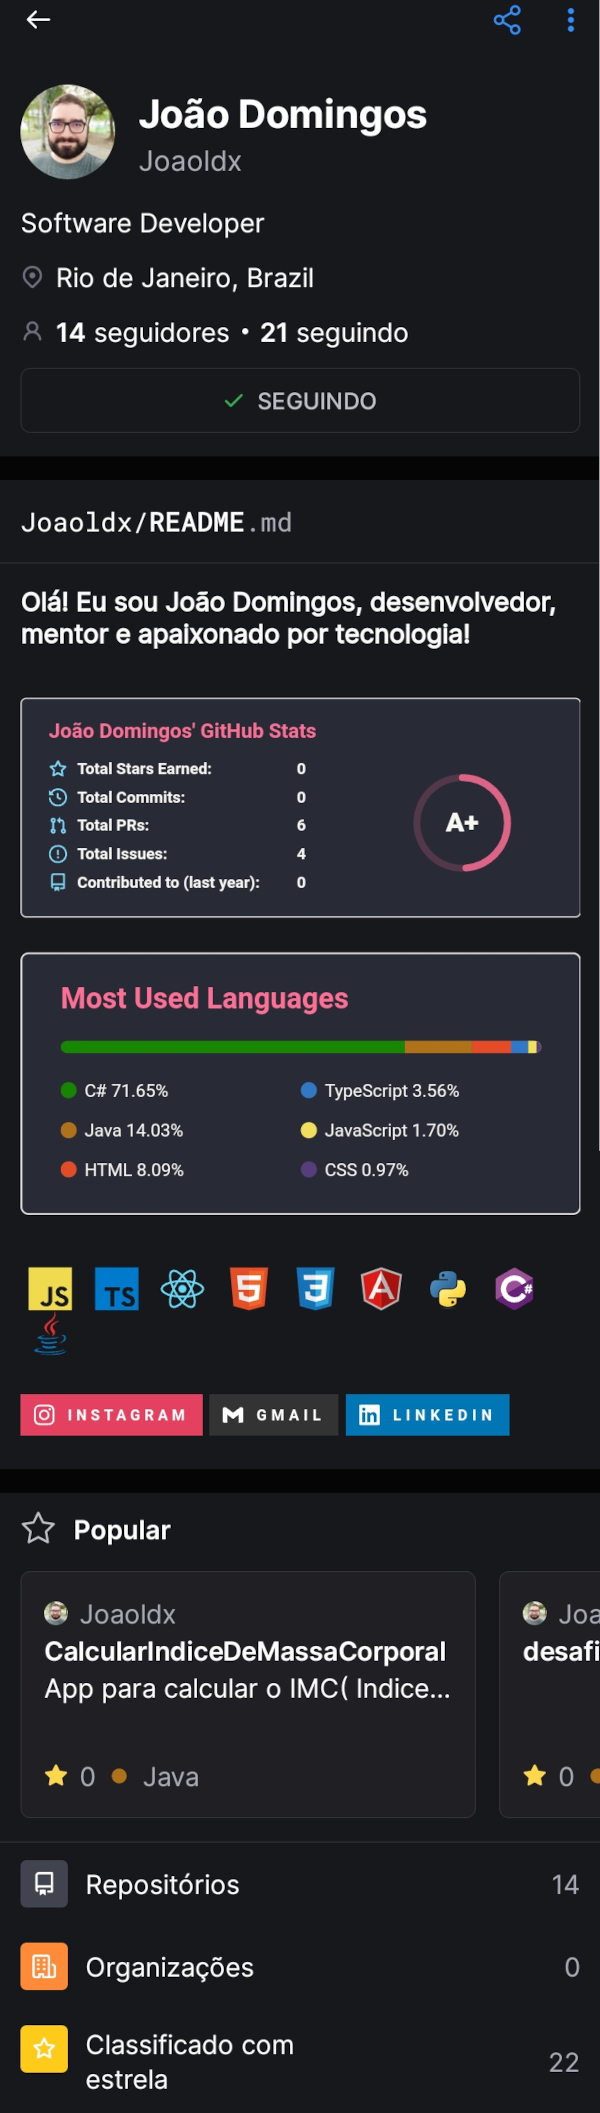 João Domingos
Joaoldx
Software Developer
Rio de Janeiro, Brazil
14 seguidores • 21 seguindo
SEGUINDO
Joaoldx/README.md
Olá! Eu sou João Domingos, desenvolvedor,
mentor e apaixonado por tecnologia!
João Domingos' GitHub Stats
Total Stars Earned: 0
Total Commits: 0
Total PRs: 6
Total Issues: 4
Contributed to (last year): 0
A+
Most Used Languages
C# 71.65%
TypeScript 3.56%
Java 14.03%
JavaScript 1.70%
HTML 8.09%
CSS 0.97%
JS TS 5 3 A C#
INSTAGRAM GMAIL LINKEDIN
Popular
Joaoldx
CalcularIndiceDeMassaCorporal
App para calcular o IMC( Indice...
0 Java
Joa
desafi
0
Repositórios 14
Organizações 0
Classificado com
estrela 22